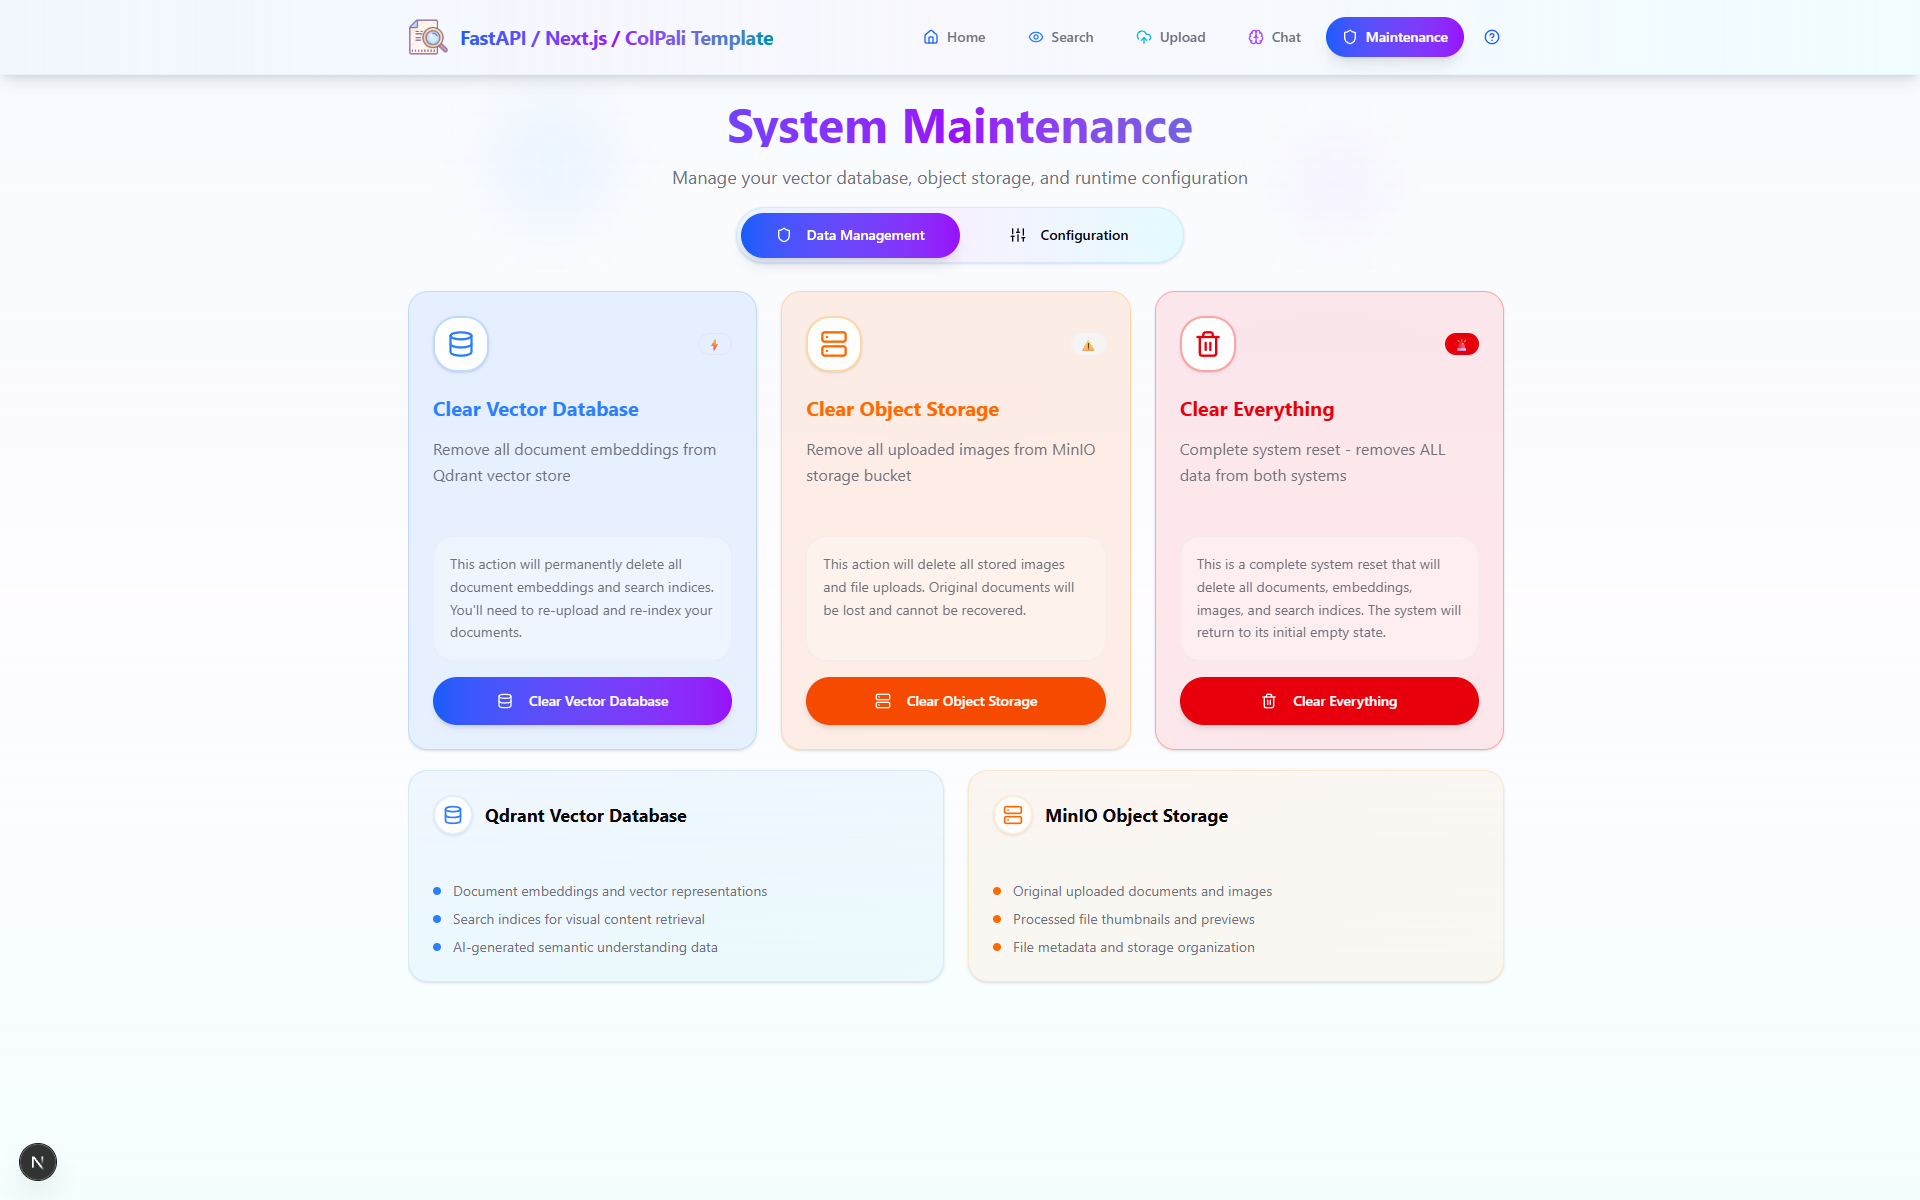 FastAPI / Next.js / ColPali Template
Home
Search
Upload
Chat
Maintenance
System Maintenance
Manage your vector database, object storage, and runtime configuration
Data Management
Configuration
Clear Vector Database
Remove all document embeddings from
Qdrant vector store
This action will permanently delete all
document embeddings and search indices.
You'll need to re-upload and re-index your
documents.
Clear Vector Database
Clear Object Storage
Remove all uploaded images from MinIO
storage bucket
This action will delete all stored images
and file uploads. Original documents will
be lost and cannot be recovered.
Clear Object Storage
Clear Everything
Complete system reset - removes ALL
data from both systems
This is a complete system reset that will
delete all documents, embeddings,
images, and search indices. The system will
return to its initial empty state.
Clear Everything
Qdrant Vector Database
Document embeddings and vector representations
Search indices for visual content retrieval
AI-generated semantic understanding data
MinIO Object Storage
Original uploaded documents and images
Processed file thumbnails and previews
File metadata and storage organization
N